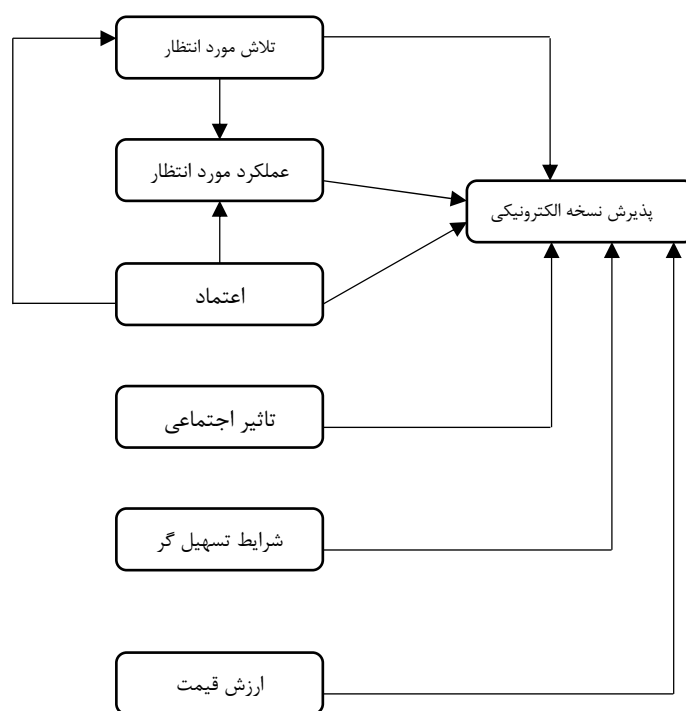 تلاش مورد انتظار
عملکرد مورد انتظار
پذیرش نسخه الکترونیکی
اعتماد
تاثیر اجتماعی
شرایط تسهیل گر
ارزش قیمت